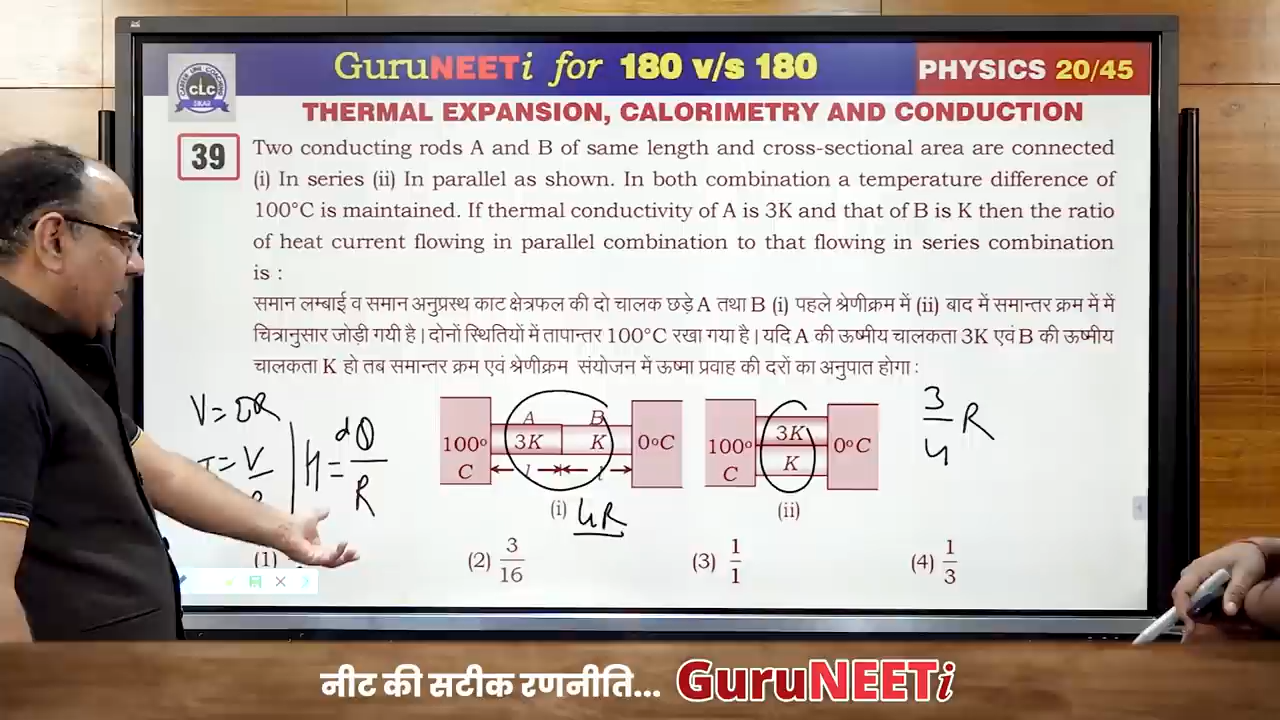 GuruNEETi for 180 v/s 180
PHYSICS 20/45
CLC
SIKAR
THERMAL EXPANSION, CALORIMETRY AND CONDUCTION
39
Two conducting rods A and B of same length and cross-sectional area are connected
(i) In series (ii) In parallel as shown. In both combination a temperature difference of
100°C is maintained. If thermal conductivity of A is 3K and that of B is K then the ratio
of heat current flowing in parallel combination to that flowing in series combination
is :
समान लम्बाई व समान अनुप्रस्थ काट क्षेत्रफल की दो चालक छड़े A तथा B (i) पहले श्रेणीक्रम में (ii) बाद में समान्तर क्रम में में
चित्रानुसार जोड़ी गयी है। दोनों स्थितियों में तापान्तर 100°C रखा गया है। यदि A की ऊष्मीय चालकता 3K एवं B की ऊष्मीय
चालकता K हो तब समान्तर क्रम एवं श्रेणीक्रम संयोजन में ऊष्मा प्रवाह की दरों का अनुपात होगा :
V = IR
I = V
H = dθ/R
100°
C
A
B
3K
K
l
l
0°C
(i)
4R
100°
C
3K
K
0°C
(ii)
3/4 R
(1)
(2) 3/16
(3) 1/1
(4) 1/3
नीट की सटीक रणनीति... GuruNEETi